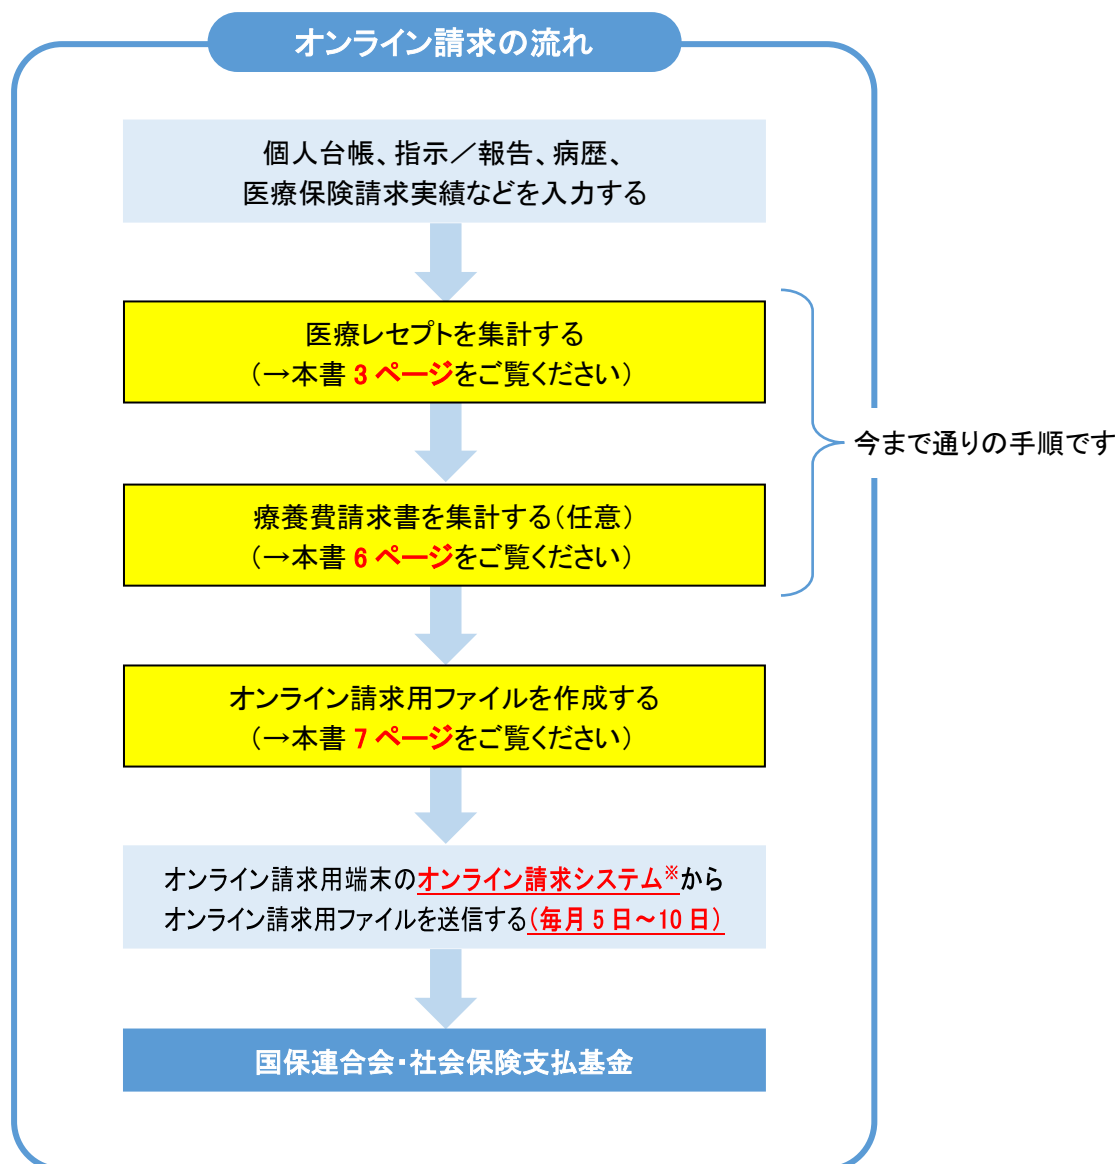 オンライン請求の流れ
個人台帳、指示／報告、病歴、
医療保険請求実績などを入力する
医療レセプトを集計する
（→本書 3 ページをご覧ください）
今まで通りの手順です
療養費請求書を集計する（任意）
（→本書 6 ページをご覧ください）
オンライン請求用ファイルを作成する
（→本書 7 ページをご覧ください）
オンライン請求用端末のオンライン請求システム※から
オンライン請求用ファイルを送信する（毎月 5 日～10 日）
国保連合会・社会保険支払基金